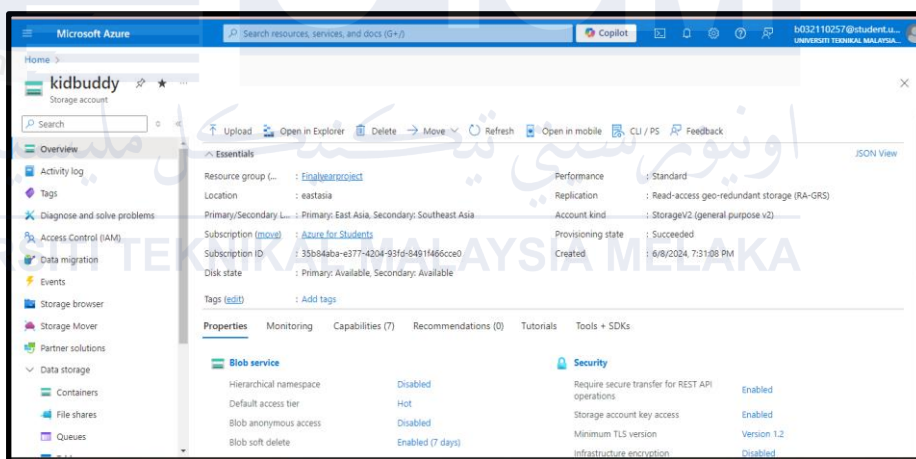 Microsoft Azure
Search resources, services, and docs (G+/)
Copilot
b032110257@student.u...
UNIVERSITI TEKNIKAL MALAYSIA...
Home >
kidbuddy
Storage account
Search
Overview
Activity log
Tags
Diagnose and solve problems
Access Control (IAM)
Data migration
Events
Storage browser
Storage Mover
Partner solutions
Data storage
Containers
File shares
Queues
Upload Open in Explorer Delete Move Refresh Open in mobile CLI / PS Feedback
Essentials
JSON View
Resource group (... : Finalyearproject
Location : eastasia
Primary/Secondary L... : Primary: East Asia, Secondary: Southeast Asia
Subscription (move) : Azure for Students
Subscription ID : 35b84aba-e377-4204-93fd-8491f466cce0
Disk state : Primary: Available, Secondary: Available
Performance : Standard
Replication : Read-access geo-redundant storage (RA-GRS)
Account kind : StorageV2 (general purpose v2)
Provisioning state : Succeeded
Created : 6/8/2024, 7:31:08 PM
Tags (edit) : Add tags
Properties Monitoring Capabilities (7) Recommendations (0) Tutorials Tools + SDKs
Blob service
Hierarchical namespace Disabled
Default access tier Hot
Blob anonymous access Disabled
Blob soft delete Enabled (7 days)
Security
Require secure transfer for REST API operations Enabled
Storage account key access Enabled
Minimum TLS version Version 1.2
Infrastructure encryption Disabled
اونيۏرسيتي تيكنيكل مليسيا
TEKNIKAL MALAYSIA MELAKA